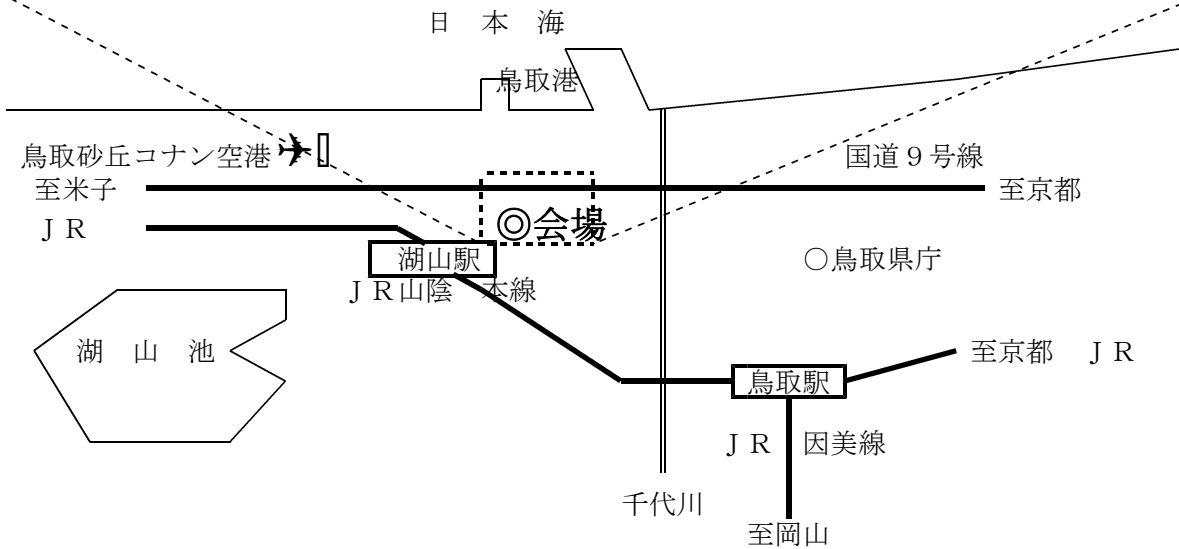 日　本　海
鳥取港
鳥取砂丘コナン空港
国道９号線
至米子
至京都
ＪＲ
◎会場
湖山駅
○鳥取県庁
ＪＲ山陰　本線
湖　山　池
至京都　ＪＲ
鳥取駅
ＪＲ　因美線
千代川
至岡山